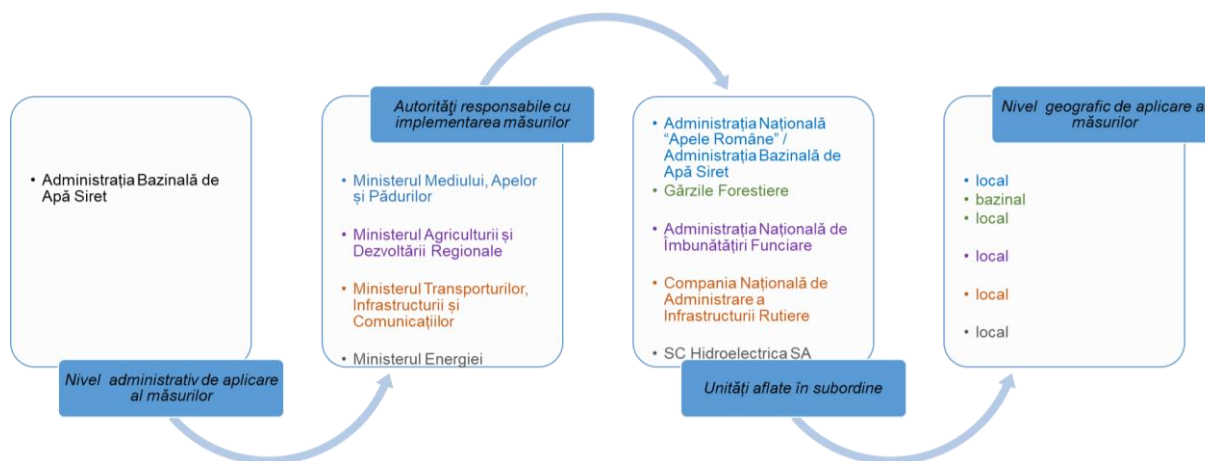 • Administrația Bazinală de
Apă Siret
Nivel administrativ de aplicare
al măsurilor
Autorităţi responsabile cu
implementarea măsurilor
• Ministerul Mediului, Apelor
și Pădurilor
• Ministerul Agriculturii și
Dezvoltării Regionale
• Ministerul Transporturilor,
Infrastructurii și
Comunicațiilor
• Ministerul Energiei
• Administrația Națională
“Apele Române” /
Administrația Bazinală de
Apă Siret
• Gărzile Forestiere
• Administrația Națională de
Îmbunătățiri Funciare
• Compania Națională de
Administrare a
Infrastructurii Rutiere
• SC Hidroelectrica SA
Unități aflate în subordine
Nivel geografic de aplicare al
măsurilor
• local
• bazinal
• local
• local
• local
• local